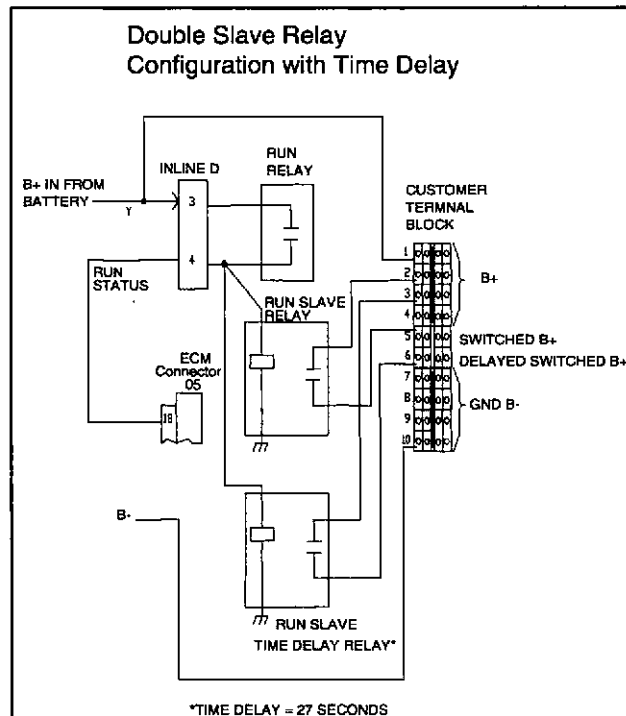 Double Slave Relay
Configuration with Time Delay
INLINE D
RUN
RELAY
B+ IN FROM
BATTERY
Y
3
4
RUN
STATUS
CUSTOMER
TERMNAL
BLOCK
1
2
3
4
5
6
7
8
9
10
B+
SWITCHED B+
DELAYED SWITCHED B+
GND B-
RUN SLAVE
RELAY
ECM
Connector
05
18
B-
RUN SLAVE
TIME DELAY RELAY*
*TIME DELAY = 27 SECONDS